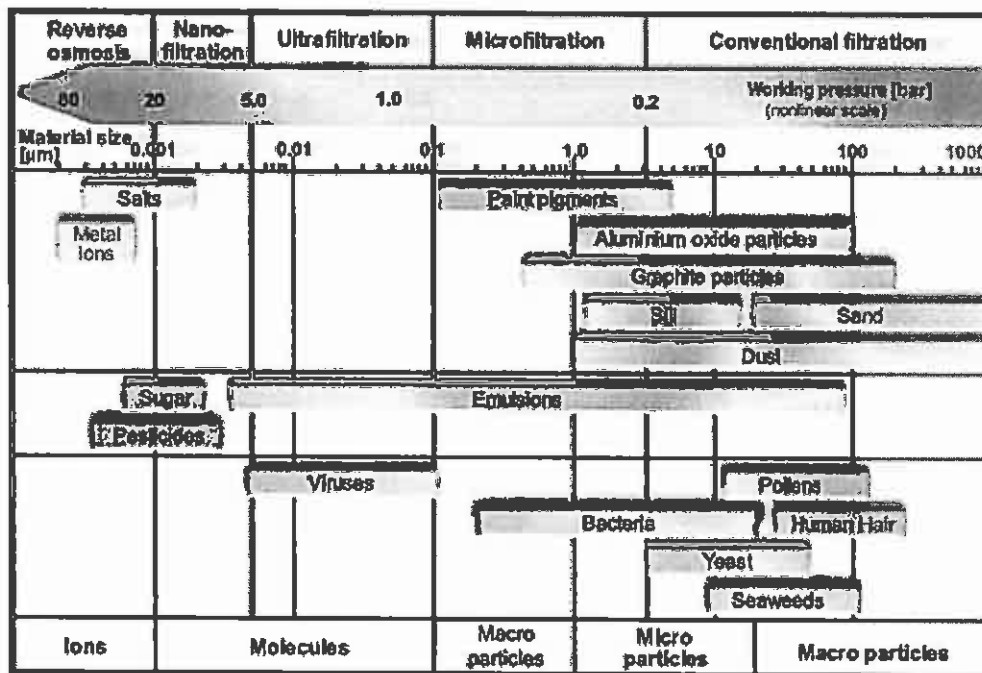 Reverse osmosis
Nano-filtration
Ultrafiltration
Microfiltration
Conventional filtration
60 20 5.0 1.0 0.2
Working pressure [bar]
(nonlinear scale)
Material size [µm]
0.001 0.01 0.1 1.0 10 100 1000
Salts
Paint pigments
Metal Ions
Aluminium oxide particles
Graphite particles
Silt
Sand
Dust
Sugar
Emulsions
Pesticides
Viruses
Pollens
Bacteria
Human Hair
Yeast
Seaweeds
Ions
Molecules
Macro particles
Micro particles
Macro particles